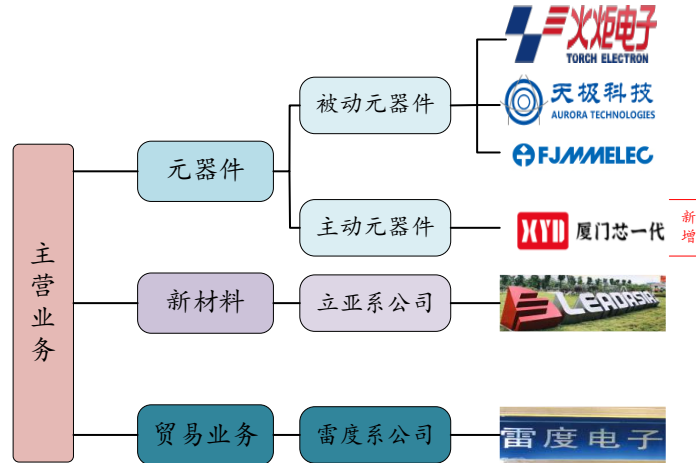 主营业务
元器件
被动元器件
火炬电子
TORCH ELECTRON
天极科技
AURORA TECHNOLOGIES
FJMMELEC
主动元器件
XYD 厦门芯一代
新增
新材料
立亚系公司
LEADASIA
贸易业务
雷度系公司
雷度电子